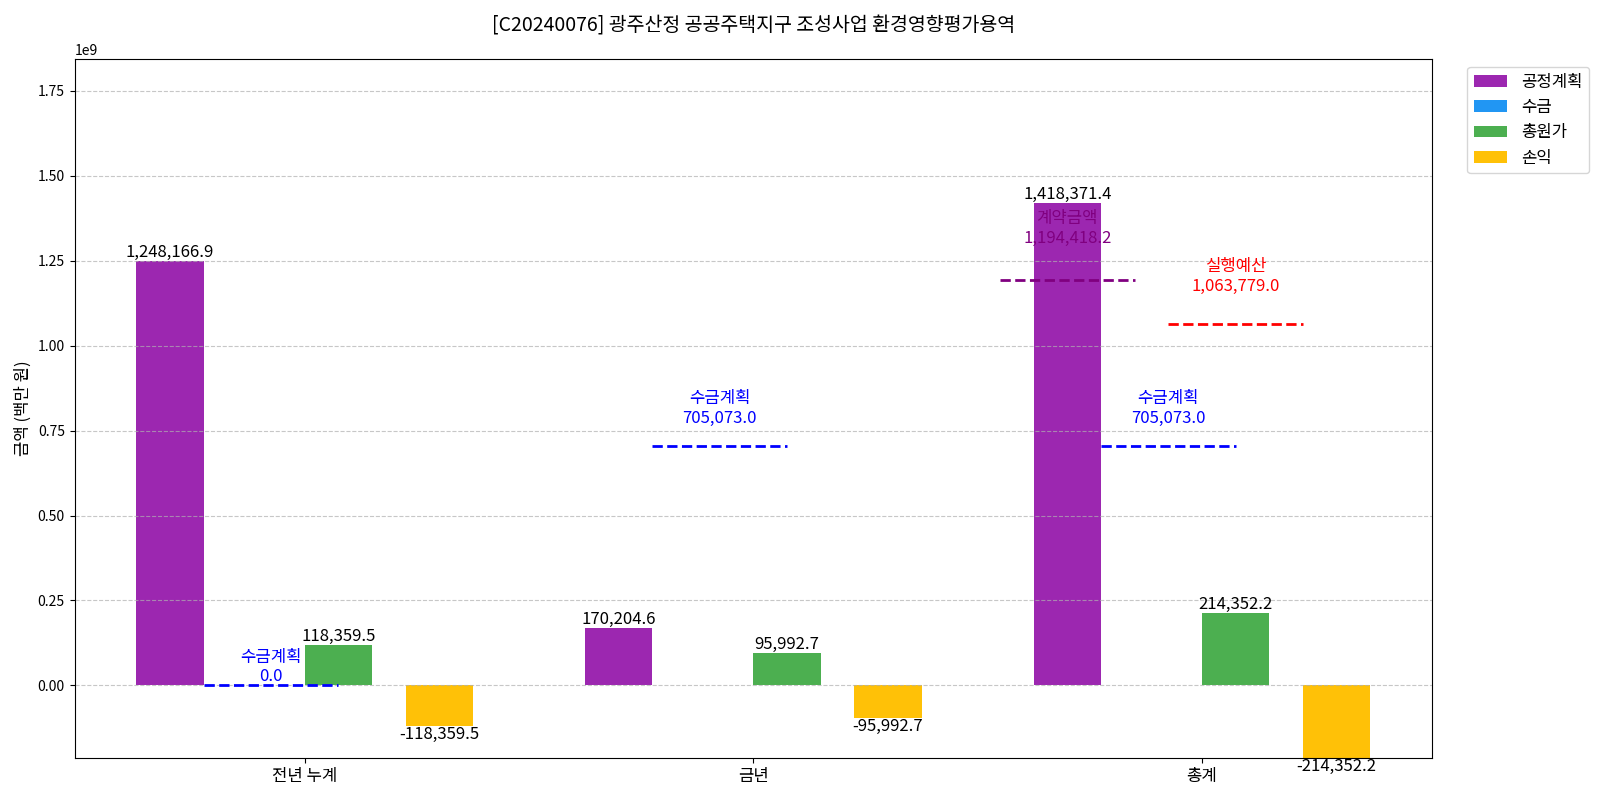 [C20240076] 광주산정 공공주택지구 조성사업 환경영향평가용역
1e9
1.75
1.50
1.25
1.00
0.75
0.50
0.25
0.00
금액 (백만 원)
1,248,166.9
수금계획
0.0
118,359.5
-118,359.5
170,204.6
수금계획
705,073.0
95,992.7
-95,992.7
1,418,371.4
계약금액
1,194,418.2
실행예산
1,063,779.0
수금계획
705,073.0
214,352.2
-214,352.2
전년 누계
금년
총계
공정계획
수금
총원가
손익